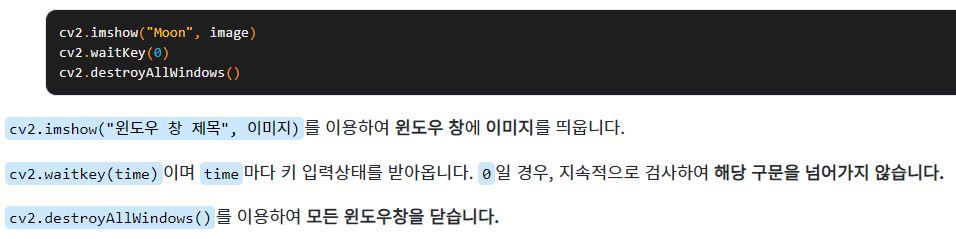 cv2.imshow("Moon", image)
cv2.waitKey(0)
cv2.destroyAllWindows()
cv2.imshow("윈도우 창 제목", 이미지)를 이용하여 윈도우 창에 이미지를 띄웁니다.
cv2.waitkey(time)이며 time마다 키 입력상태를 받아옵니다. 0일 경우, 지속적으로 검사하여 해당 구문을 넘어가지 않습니다.
cv2.destroyAllWindows()를 이용하여 모든 윈도우창을 닫습니다.